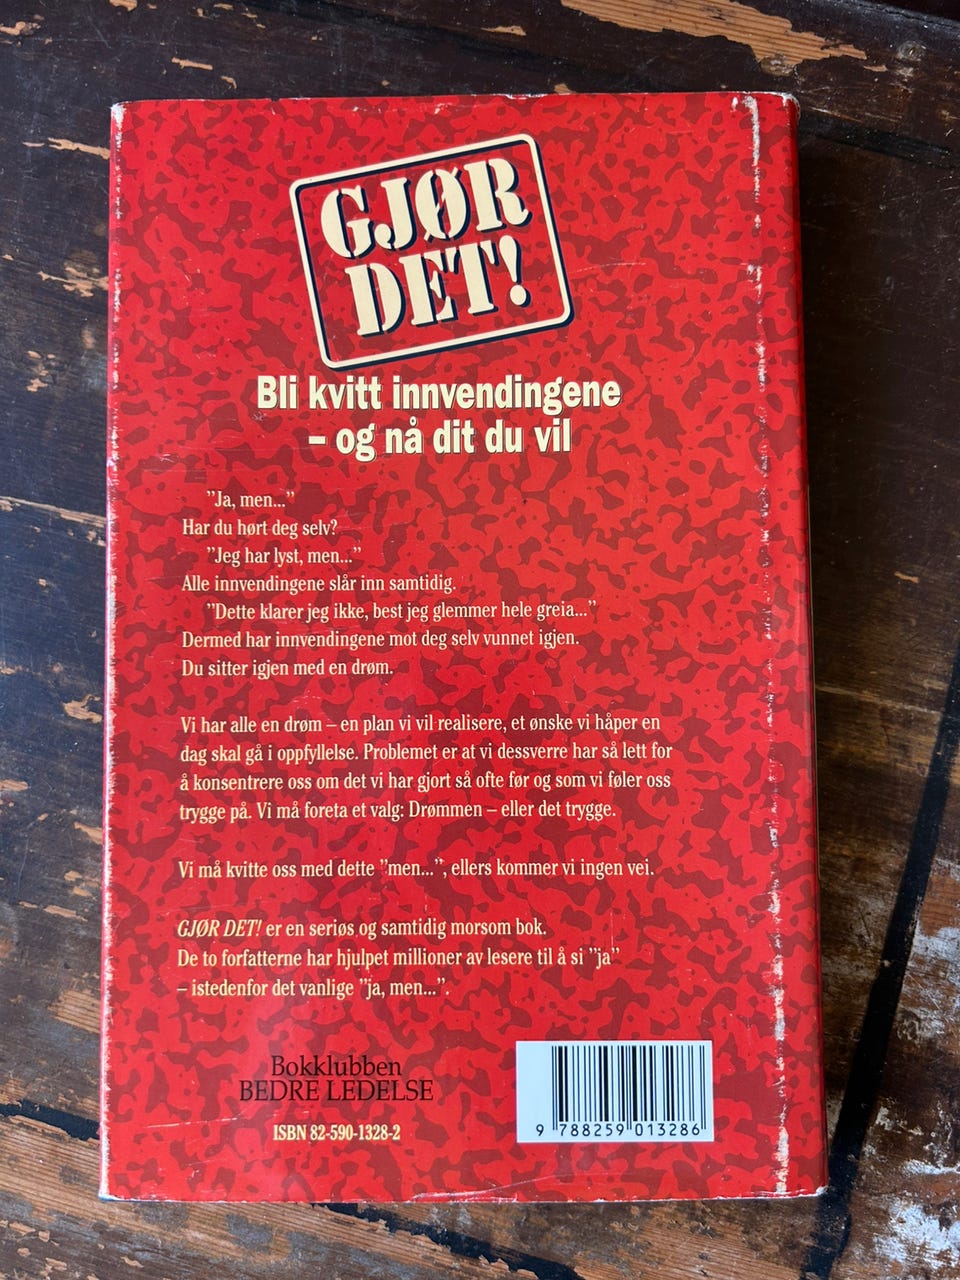 GJØR
DET!
Bli kvitt innvendingene
– og nå dit du vil
”Ja, men...”
Har du hørt deg selv?
”Jeg har lyst, men...”
Alle innvendingene slår inn samtidig.
”Dette klarer jeg ikke, best jeg glemmer hele greia...”
Dermed har innvendingene mot deg selv vunnet igjen.
Du sitter igjen med en drøm.
Vi har alle en drøm – en plan vi vil realisere, et ønske vi håper en
dag skal gå i oppfyllelse. Problemet er at vi dessverre har så lett for
å konsentrere oss om det vi har gjort så ofte før og som vi føler oss
trygge på. Vi må foreta et valg: Drømmen – eller det trygge.
Vi må kvitte oss med dette ”men...”, ellers kommer vi ingen vei.
GJØR DET! er en seriøs og samtidig morsom bok.
De to forfatterne har hjulpet millioner av lesere til å si ”ja”
– istedenfor det vanlige ”ja, men...”.
Bokklubben
BEDRE LEDELSE
ISBN 82-590-1328-2
9 788259 013286